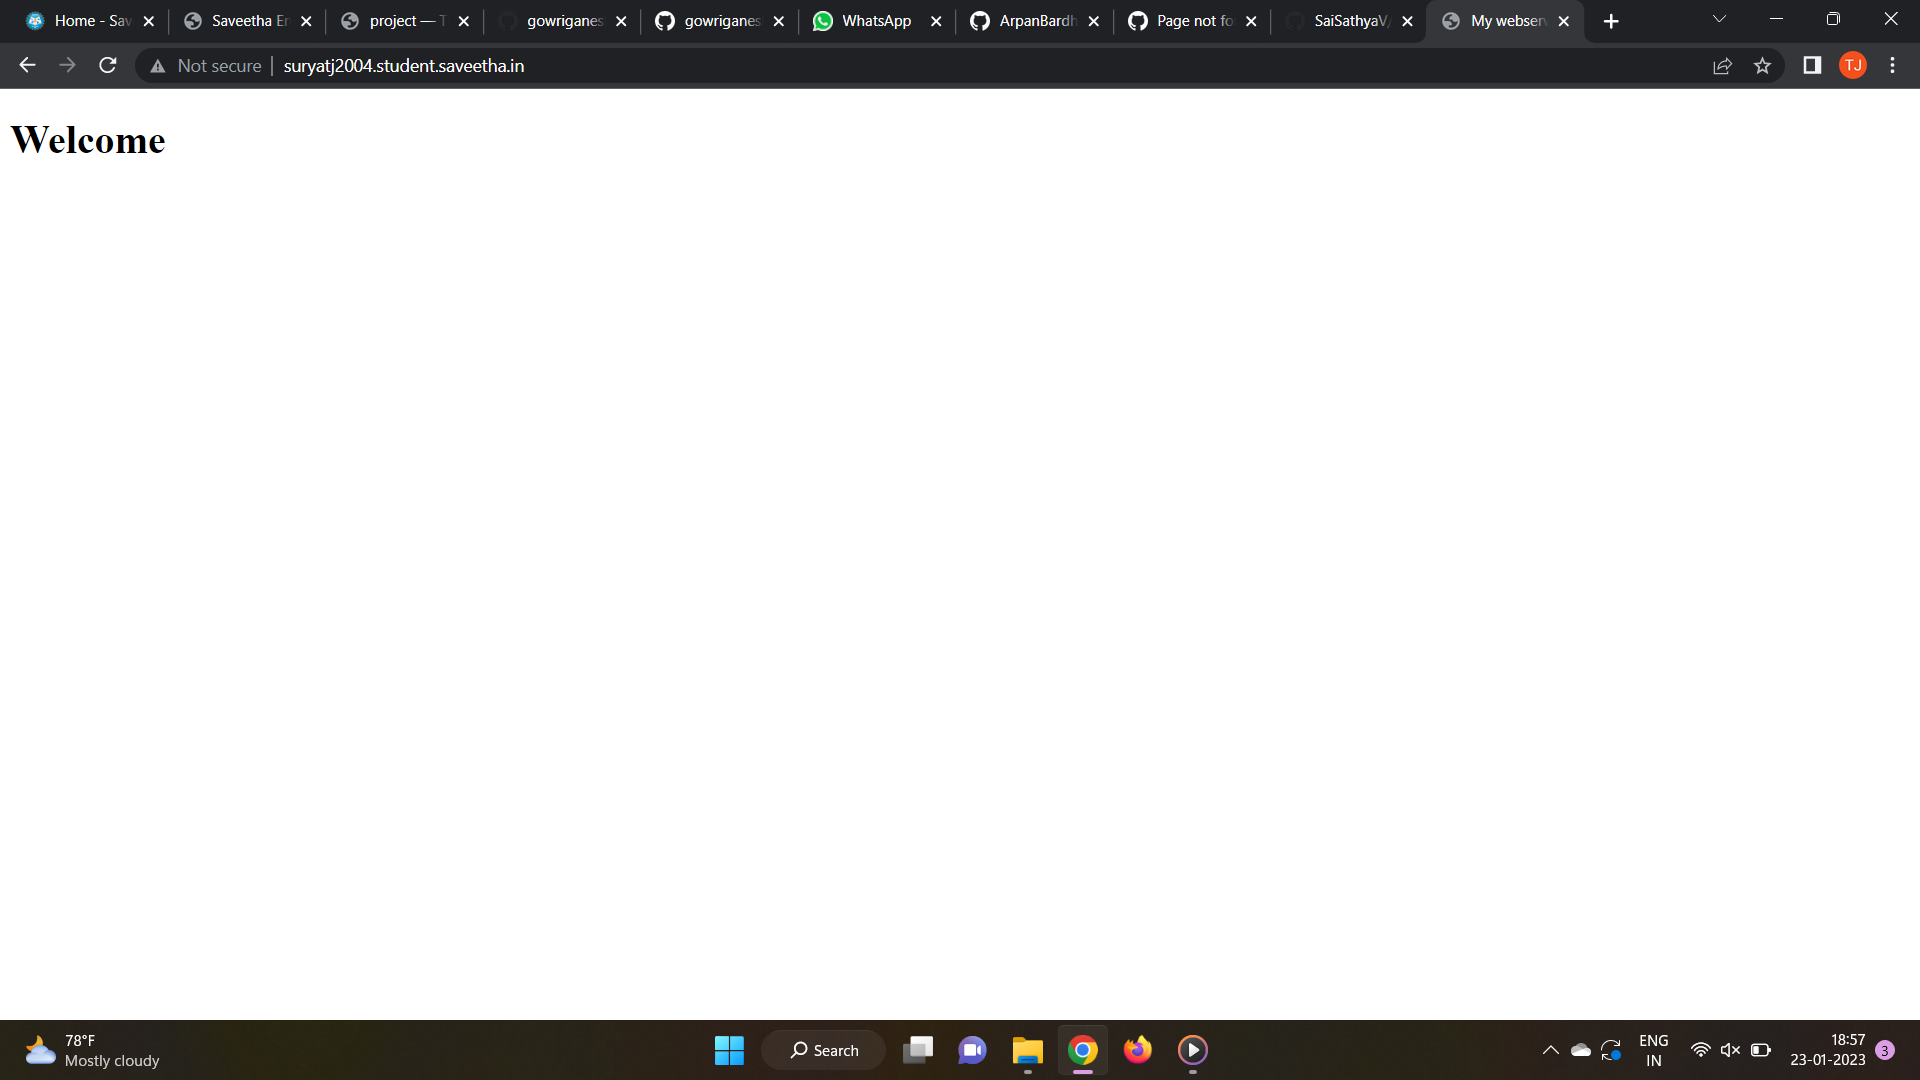 Home - Sav
Saveetha En
project — T
gowriganes
gowriganes
WhatsApp
ArpanBardh
Page not fo
SaiSathyaV/
My webserv
Not secure
suryatj2004.student.saveetha.in
TJ
Welcome
78°F
Mostly cloudy
Search
ENG
IN
18:57
23-01-2023
3